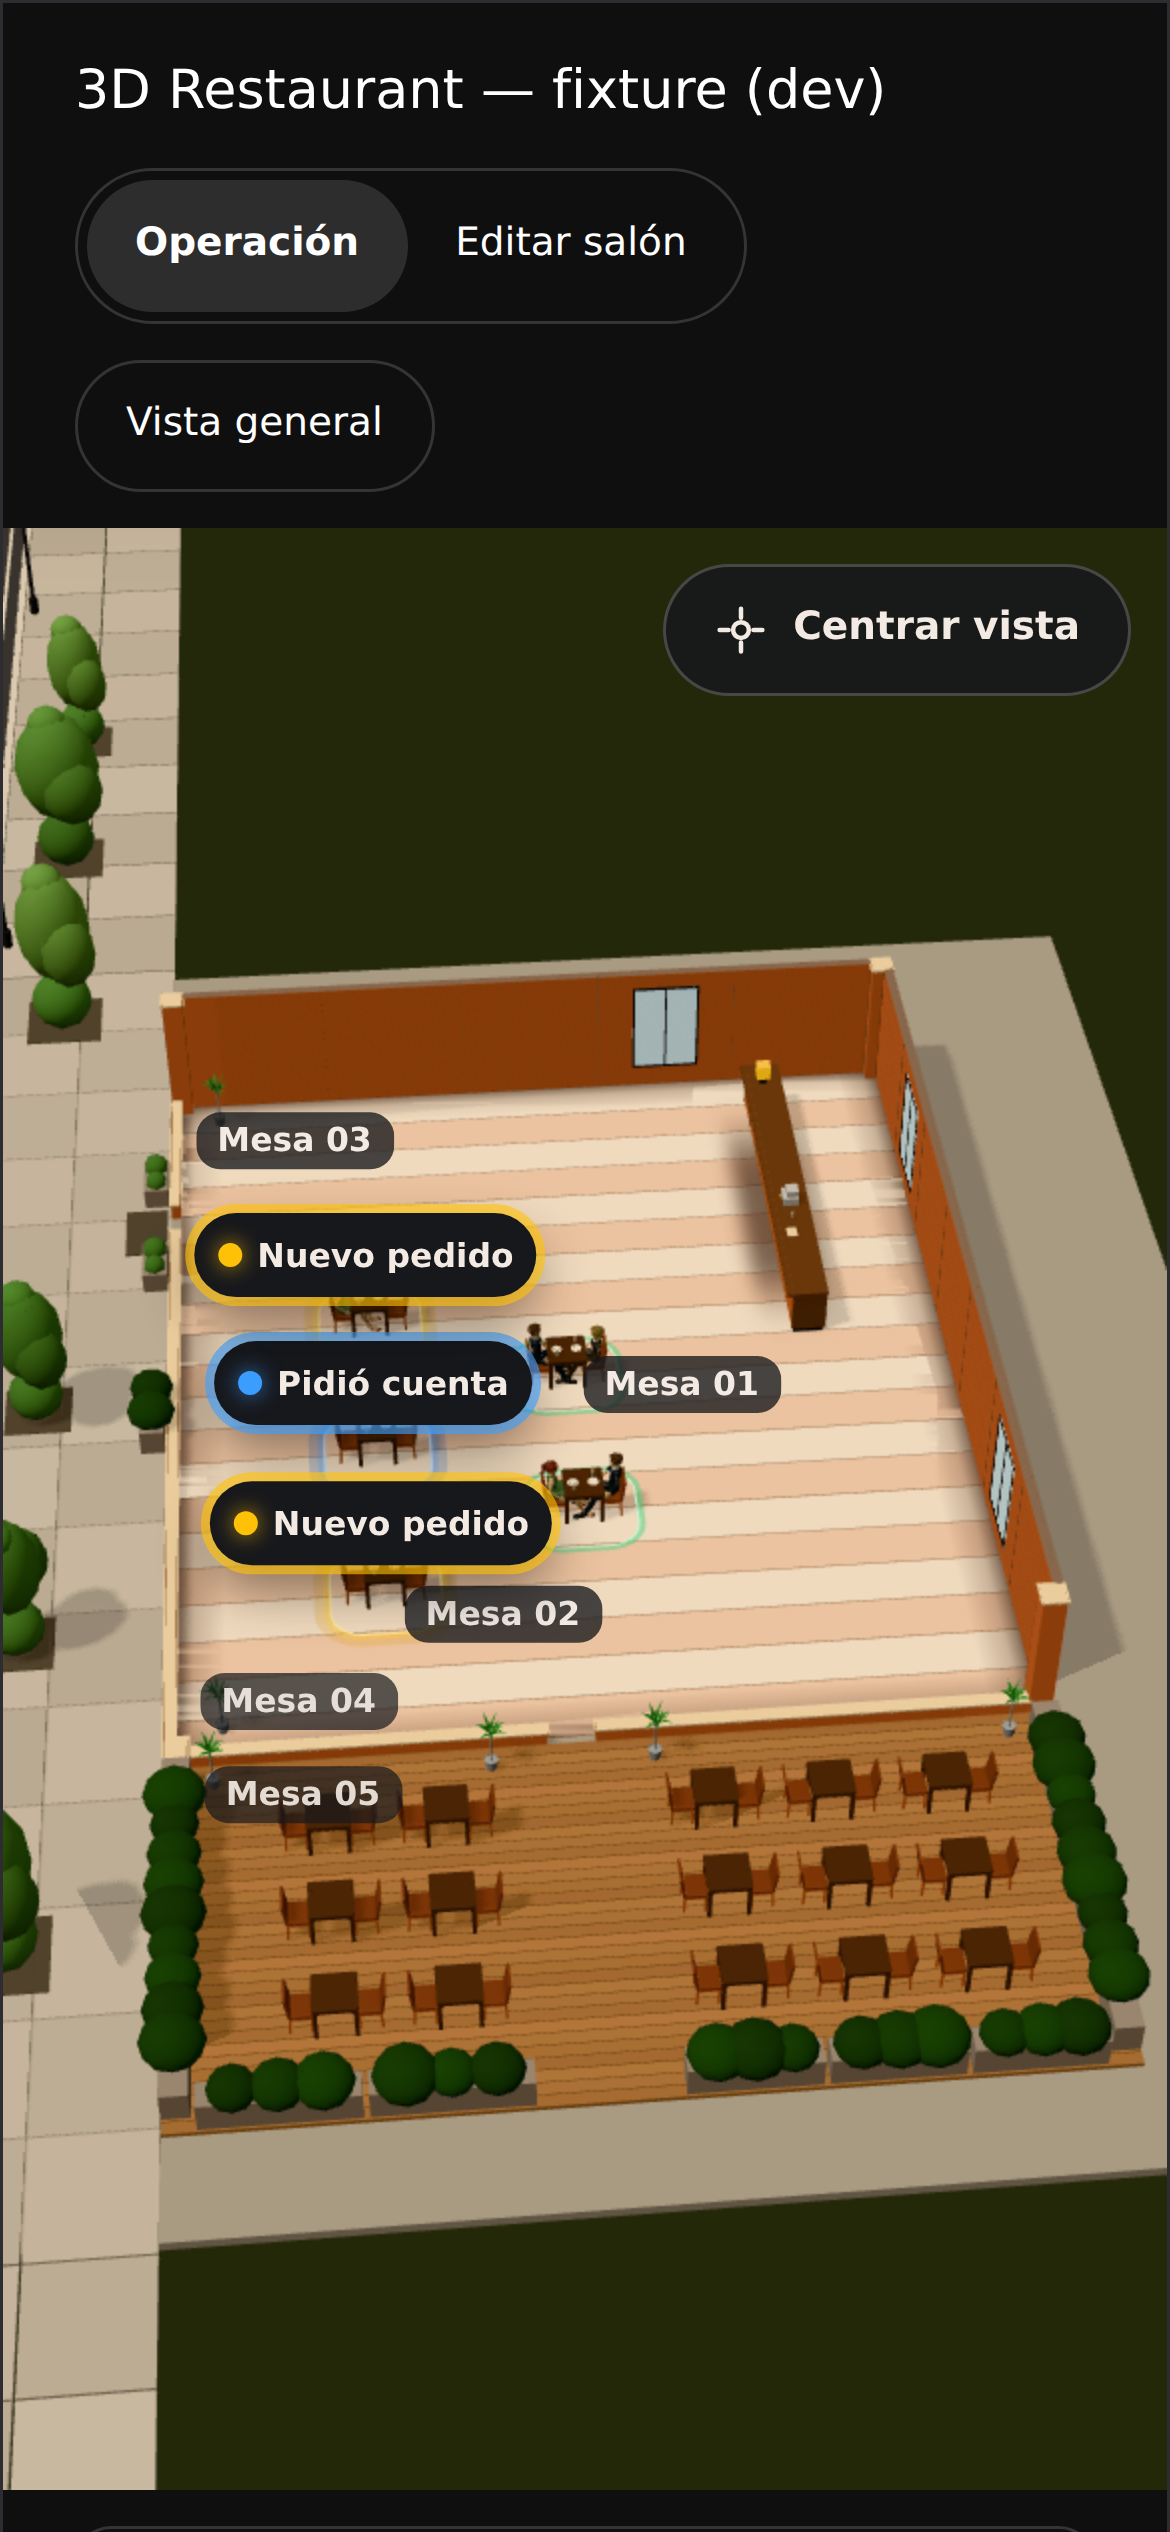 3D Restaurant — fixture (dev)
Operación
Editar salón
Vista general
Centrar vista
Mesa 03
Nuevo pedido
Pidió cuenta
Mesa 01
Nuevo pedido
Mesa 02
Mesa 04
Mesa 05